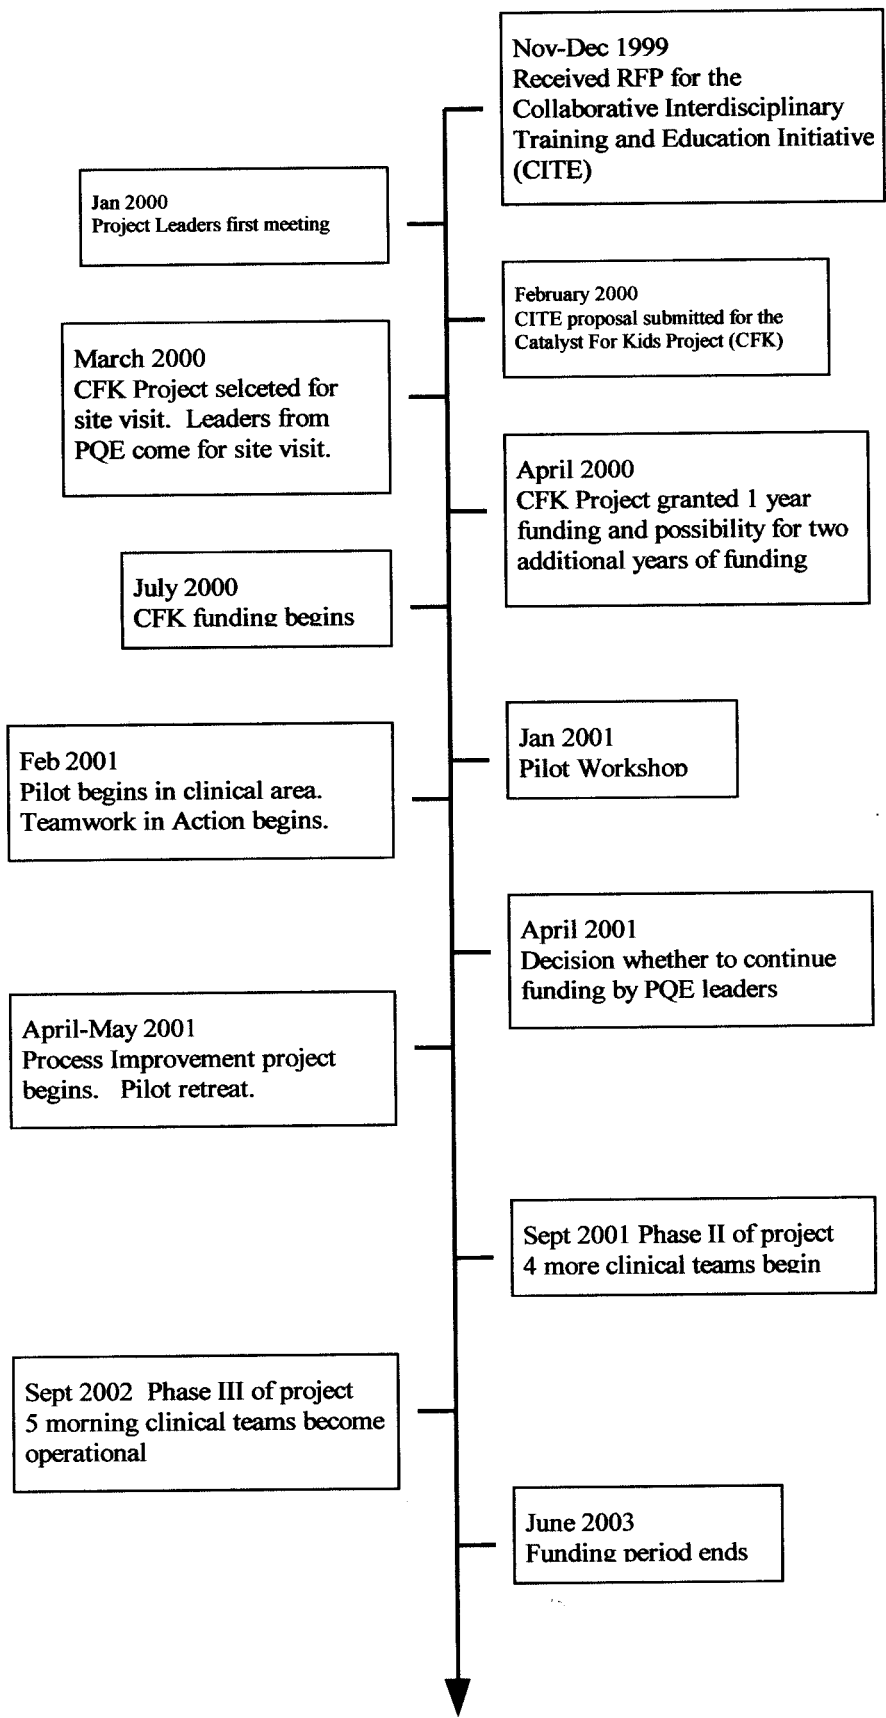 Nov-Dec 1999
Received RFP for the
Collaborative Interdisciplinary
Training and Education Initiative
(CITE)
Jan 2000
Project Leaders first meeting
February 2000
CITE proposal submitted for the
Catalyst For Kids Project (CFK)
March 2000
CFK Project selceted for
site visit.  Leaders from
PQE come for site visit.
April 2000
CFK Project granted 1 year
funding and possibility for two
additional years of funding
July 2000
CFK funding begins
Jan 2001
Pilot Workshop
Feb 2001
Pilot begins in clinical area.
Teamwork in Action begins.
April 2001
Decision whether to continue
funding by PQE leaders
April-May 2001
Process Improvement project
begins.   Pilot retreat.
Sept 2001 Phase II of project
4 more clinical teams begin
Sept 2002  Phase III of project
5 morning clinical teams become
operational
June 2003
Funding period ends